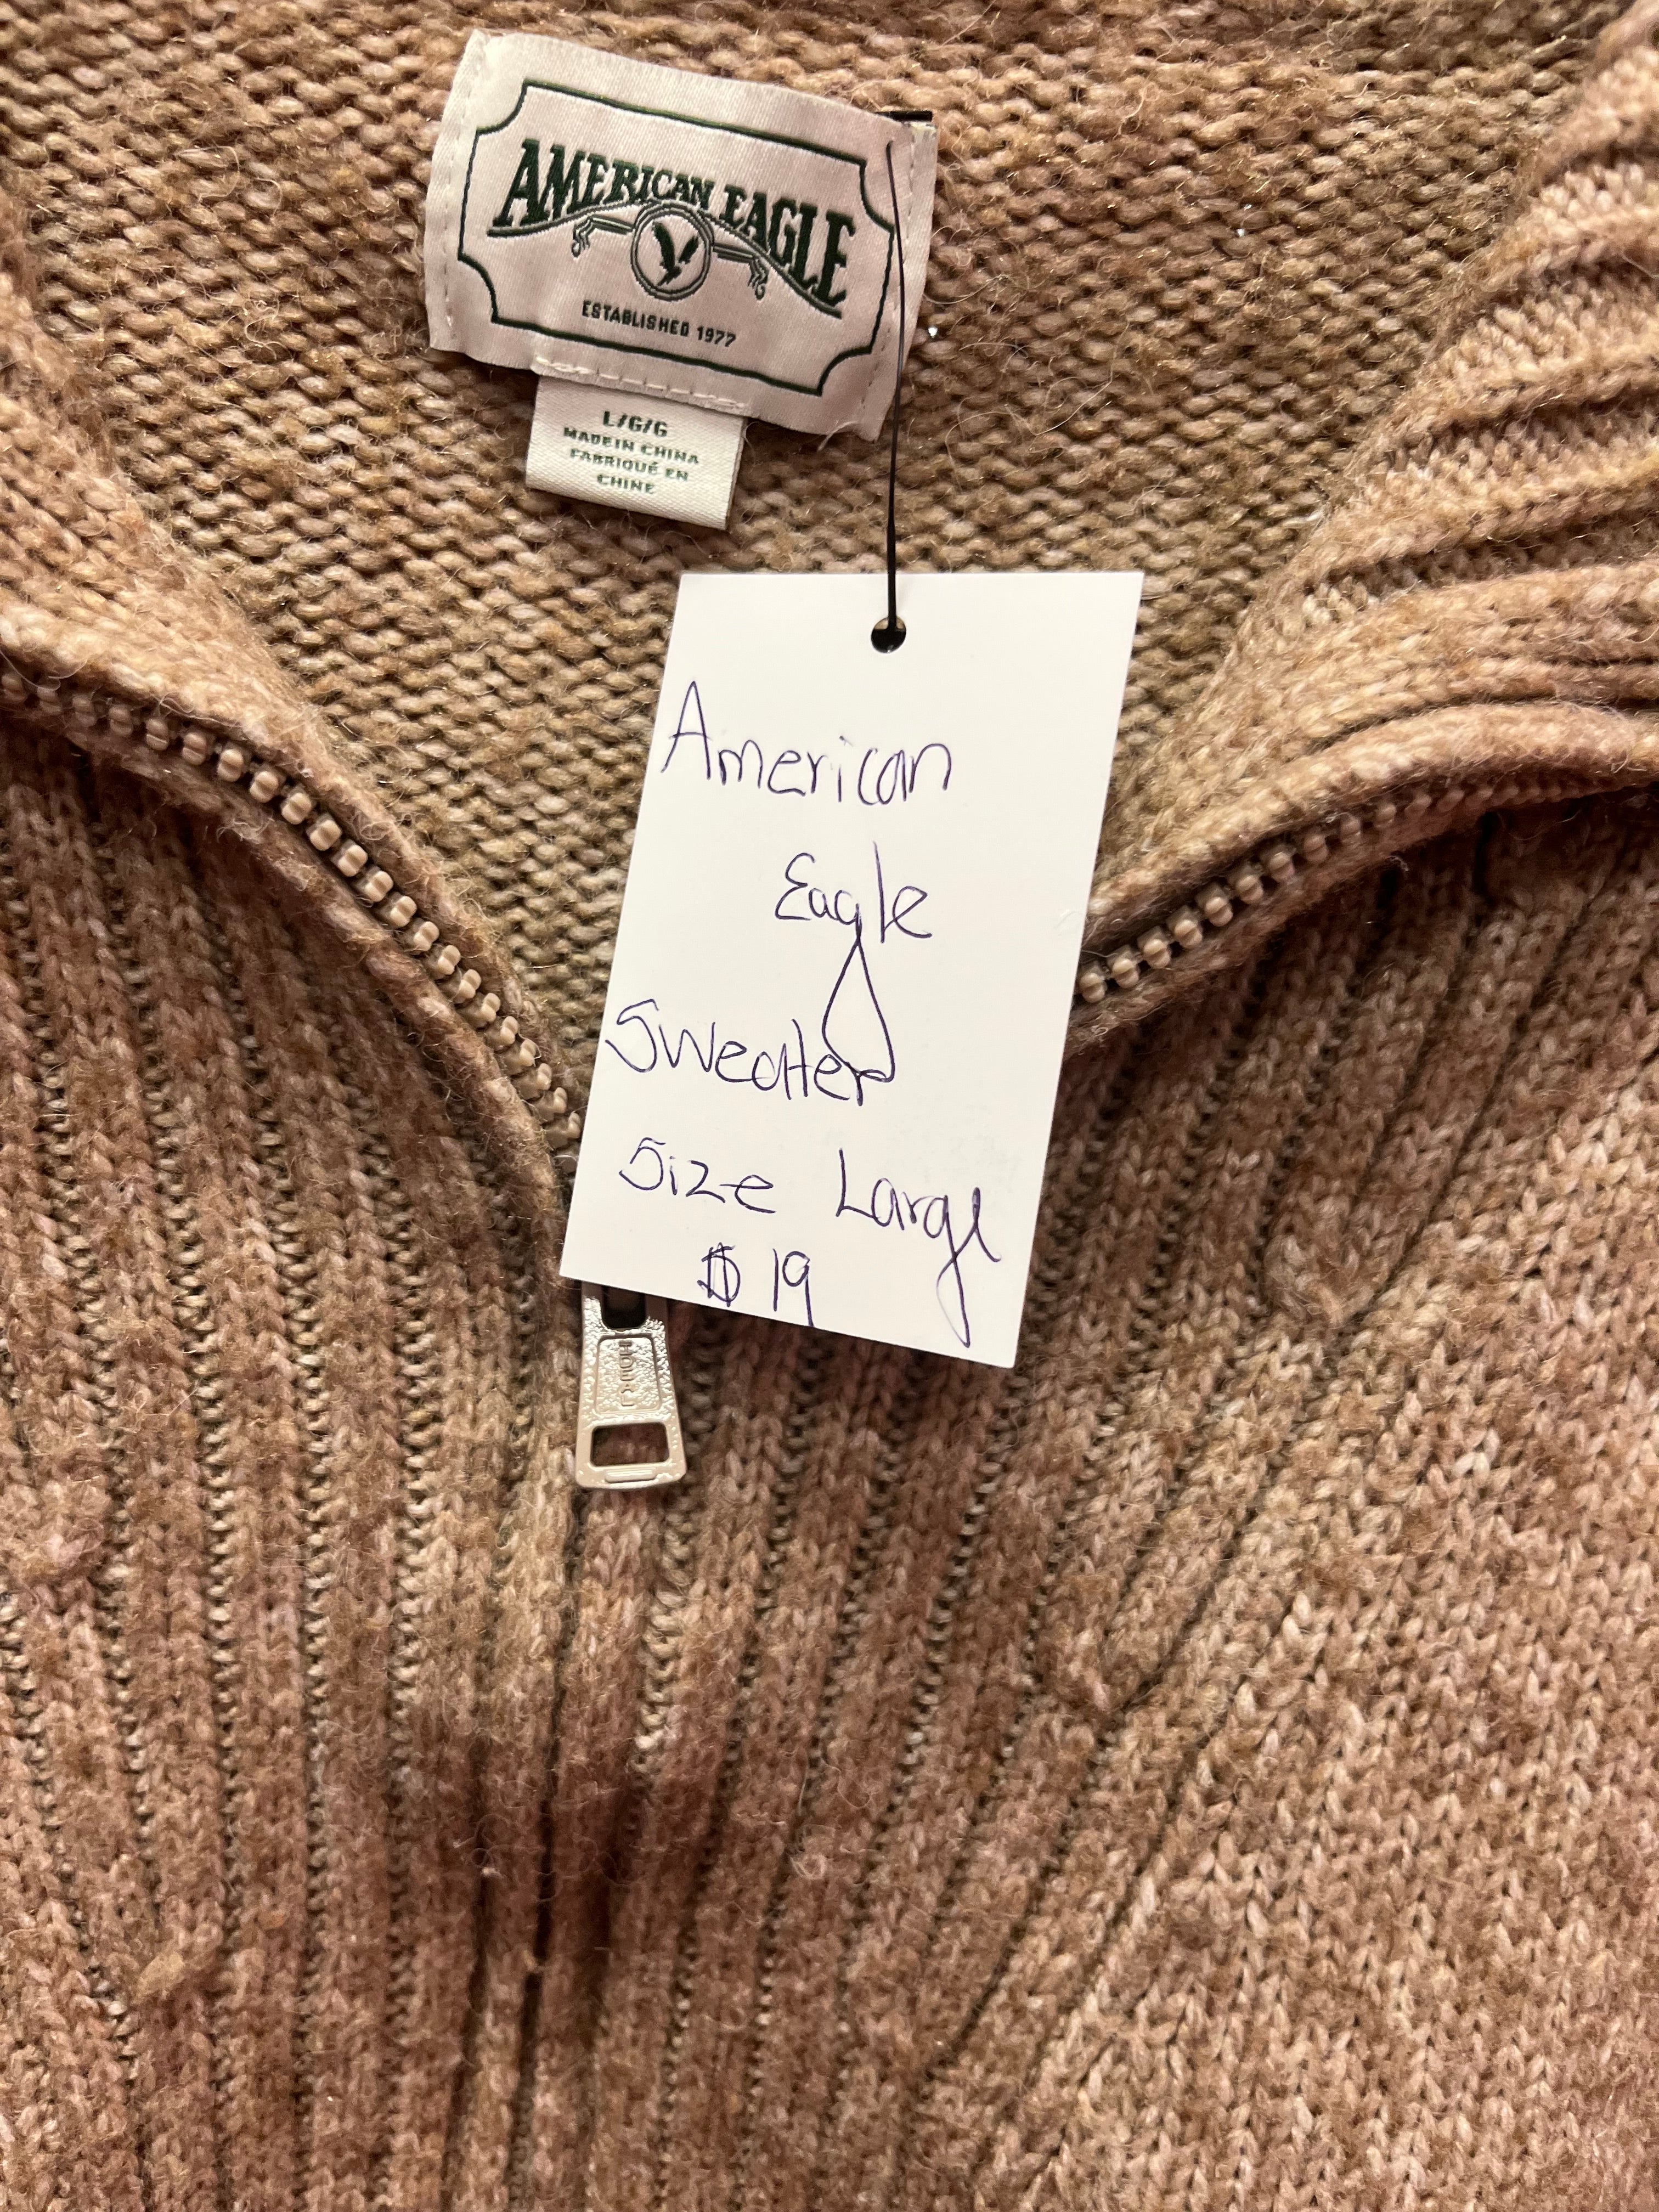 AMERICAN EAGLE
ESTABLISHED 1977
L/G/G
MADE IN CHINA
FABRIQUÉ EN
CHINE
American
Eagle
Sweater
Size Large
$19